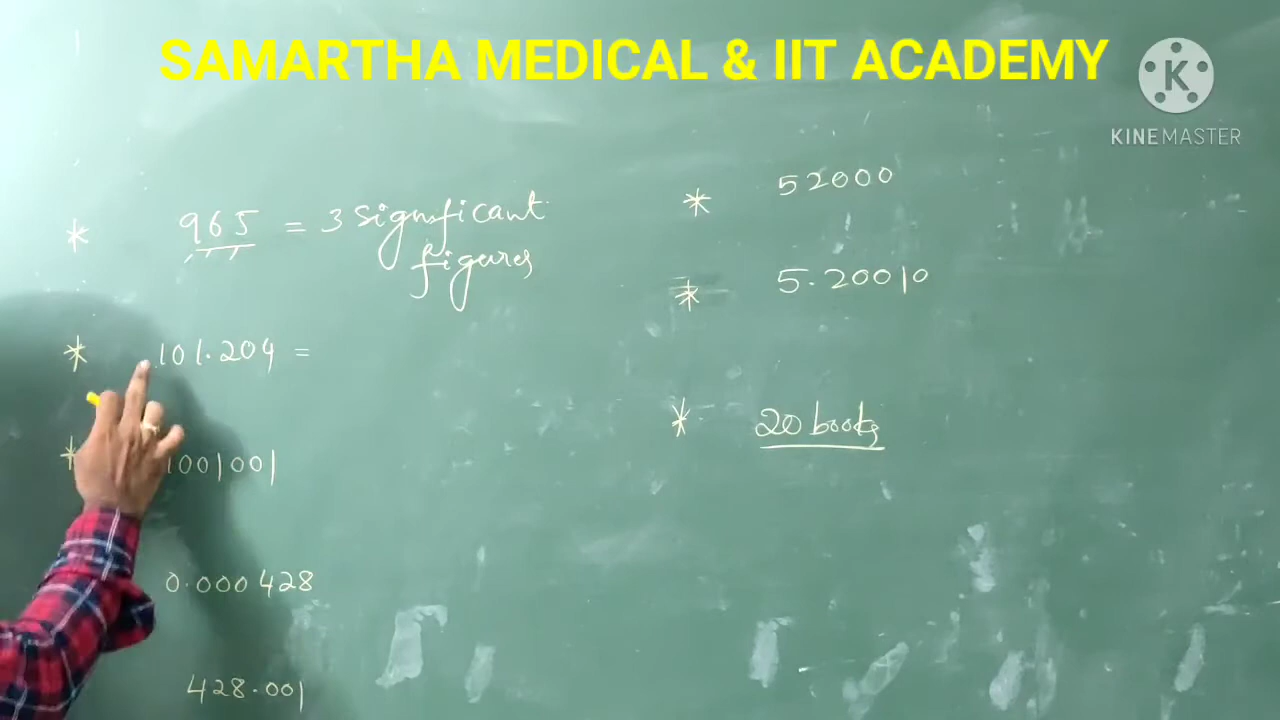 SAMARTHA MEDICAL & IIT ACADEMY
K
KINEMASTER
* 965 = 3 significant
figures
* 101.204 =
* 1001001
0.000428
428.001
* 52000
* 5.20010
* 20 books